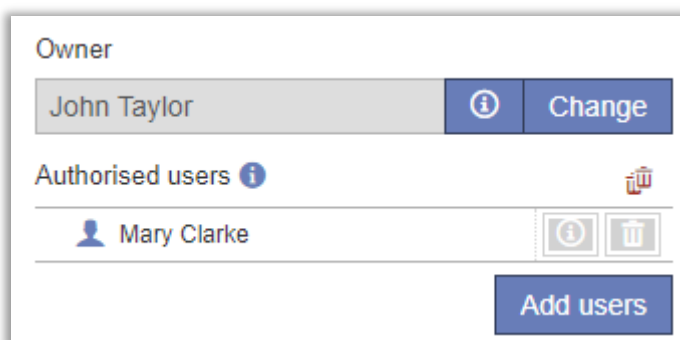 Owner
John Taylor Change
Authorised users
Mary Clarke
Add users